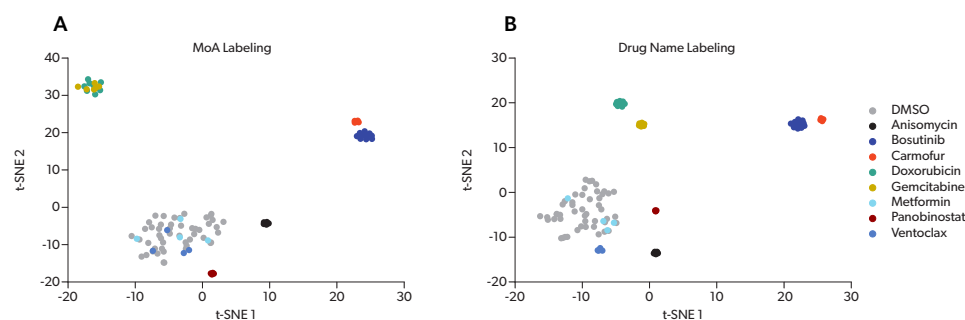 A
MoA Labeling
40
30
20
10
0
-10
-20
-20
-10
0
10
20
30
t-SNE 2
t-SNE 1
B
Drug Name Labeling
30
20
10
0
-10
-20
-20
-10
0
10
20
30
t-SNE 2
t-SNE 1
DMSO
Anisomycin
Bosutinib
Carmofur
Doxorubicin
Gemcitabine
Metformin
Panobinostat
Ventoclax